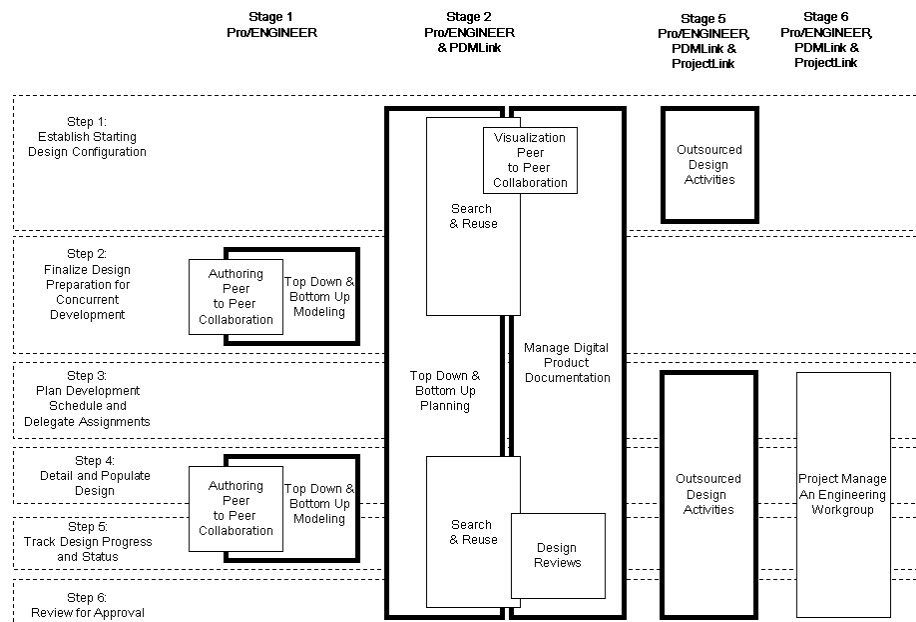 Stage 1
Pro/ENGINEER
Stage 2
Pro/ENGINEER
& PDMLink
Stage 5
Pro/ENGINEER,
PDMLink &
ProjectLink
Stage 6
Pro/ENGINEER,
PDMLink &
ProjectLink
Step 1:
Establish Starting
Design Configuration
Visualization
Peer
to Peer
Collaboration
Outsourced
Design
Activities
Search
& Reuse
Step 2:
Finalize Design
Preparation for
Concurrent
Development
Authoring
Peer
to Peer
Collaboration
Top Down &
Bottom Up
Modeling
Manage Digital
Product
Documentation
Step 3:
Plan Development
Schedule and
Delegate Assignments
Top Down &
Bottom Up
Planning
Step 4:
Detail and Populate
Design
Authoring
Peer
to Peer
Collaboration
Top Down &
Bottom Up
Modeling
Outsourced
Design
Activities
Project Manage
An Engineering
Workgroup
Step 5:
Track Design Progress
and Status
Search
& Reuse
Design
Reviews
Step 6:
Review for Approval